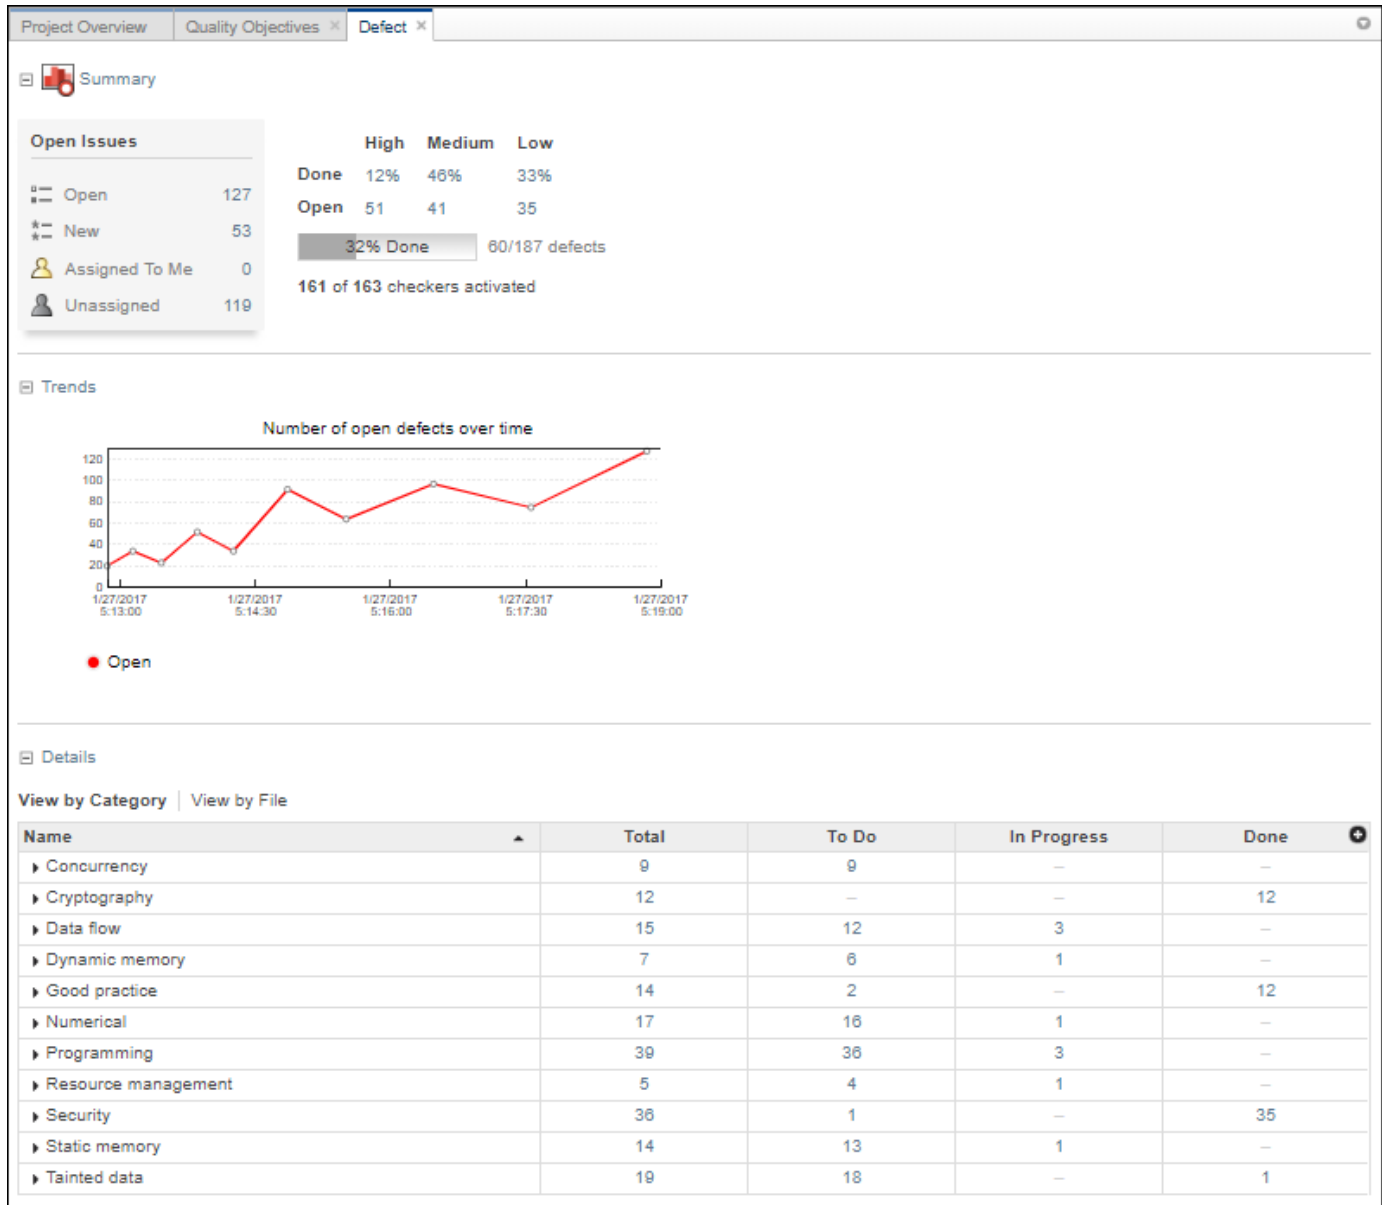 Project Overview Quality Objectives Defect
Summary
Open Issues
Open 127
New 53
Assigned To Me 0
Unassigned 119
High Medium Low
Done 12% 46% 33%
Open 51 41 35
32% Done 60/187 defects
161 of 163 checkers activated
Trends
Number of open defects over time
120
100
80
60
40
20
0
1/27/2017 1/27/2017 1/27/2017 1/27/2017 1/27/2017
5:13:00 5:14:30 5:16:00 5:17:30 5:19:00
Open
Details
View by Category View by File
Name Total To Do In Progress Done
Concurrency 9 9 – –
Cryptography 12 – – 12
Data flow 15 12 3 –
Dynamic memory 7 6 1 –
Good practice 14 2 – 12
Numerical 17 16 1 –
Programming 39 36 3 –
Resource management 5 4 1 –
Security 36 1 – 35
Static memory 14 13 1 –
Tainted data 19 18 – 1